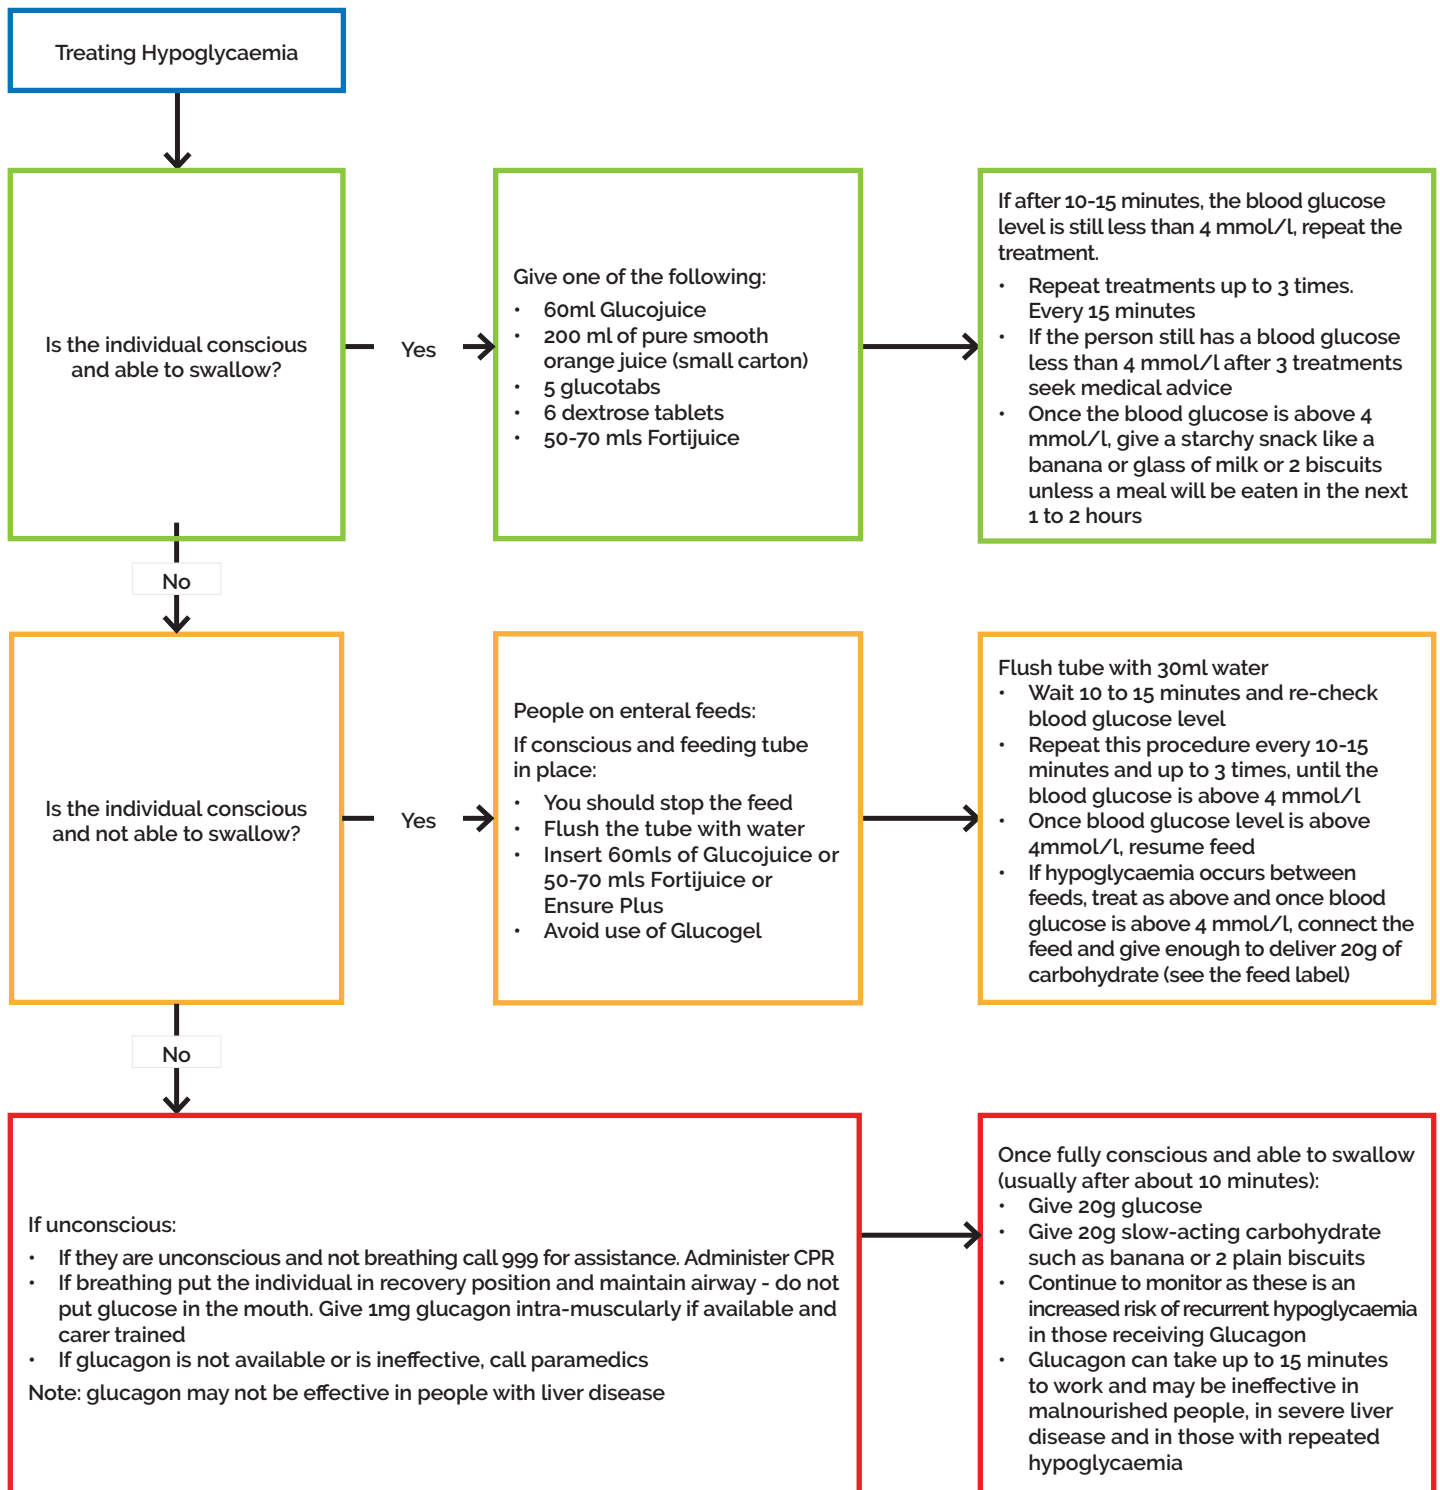 Treating Hypoglycaemia
Is the individual conscious
and able to swallow?
Yes
Give one of the following:
• 60ml Glucojuice
• 200 ml of pure smooth
orange juice (small carton)
• 5 glucotabs
• 6 dextrose tablets
• 50-70 mls Fortijuice
If after 10-15 minutes, the blood glucose
level is still less than 4 mmol/l, repeat the
treatment.
• Repeat treatments up to 3 times.
Every 15 minutes
• If the person still has a blood glucose
less than 4 mmol/l after 3 treatments
seek medical advice
• Once the blood glucose is above 4
mmol/l, give a starchy snack like a
banana or glass of milk or 2 biscuits
unless a meal will be eaten in the next
1 to 2 hours
No
Is the individual conscious
and not able to swallow?
Yes
People on enteral feeds:
If conscious and feeding tube
in place:
• You should stop the feed
• Flush the tube with water
• Insert 60mls of Glucojuice or
50-70 mls Fortijuice or
Ensure Plus
• Avoid use of Glucogel
Flush tube with 30ml water
• Wait 10 to 15 minutes and re-check
blood glucose level
• Repeat this procedure every 10-15
minutes and up to 3 times, until the
blood glucose is above 4 mmol/l
• Once blood glucose level is above
4mmol/l, resume feed
• If hypoglycaemia occurs between
feeds, treat as above and once blood
glucose is above 4 mmol/l, connect the
feed and give enough to deliver 20g of
carbohydrate (see the feed label)
No
If unconscious:
• If they are unconscious and not breathing call 999 for assistance. Administer CPR
• If breathing put the individual in recovery position and maintain airway - do not
put glucose in the mouth. Give 1mg glucagon intra-muscularly if available and
carer trained
• If glucagon is not available or is ineffective, call paramedics
Note: glucagon may not be effective in people with liver disease
Once fully conscious and able to swallow
(usually after about 10 minutes):
• Give 20g glucose
• Give 20g slow-acting carbohydrate
such as banana or 2 plain biscuits
• Continue to monitor as these is an
increased risk of recurrent hypoglycaemia
in those receiving Glucagon
• Glucagon can take up to 15 minutes
to work and may be ineffective in
malnourished people, in severe liver
disease and in those with repeated
hypoglycaemia